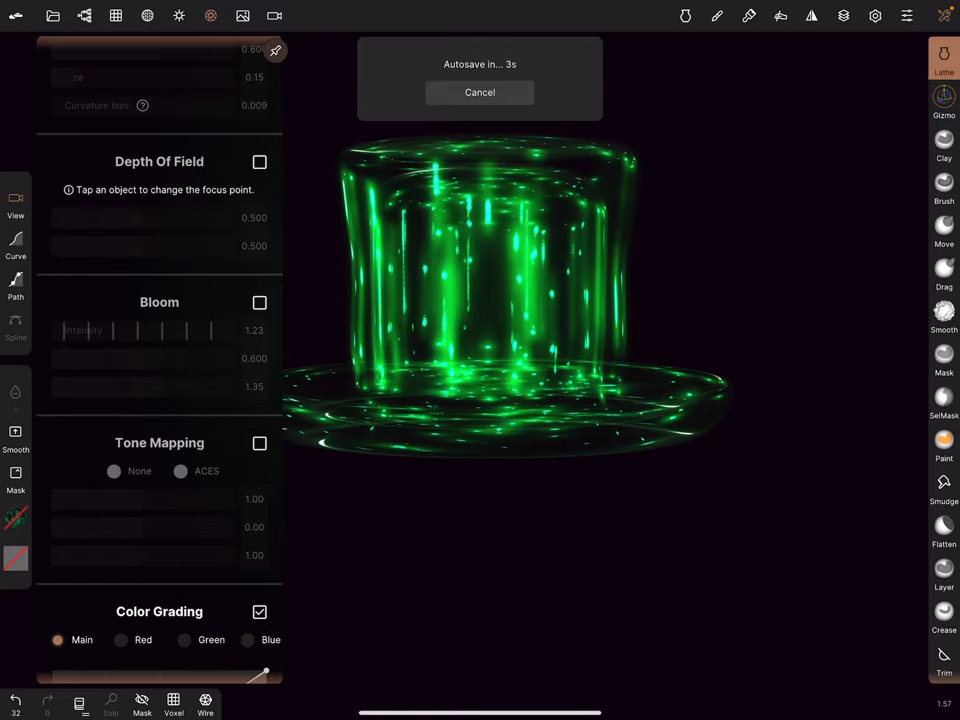 Autosave in... 3s
Cancel
0.15
Curvature bias ?
0.009
Depth Of Field
Tap an object to change the focus point.
0.500
0.500
Bloom
Intensity
1.23
0.600
1.35
Tone Mapping
None
ACES
1.00
0.00
1.00
Color Grading
Main
Red
Green
Blue
View
Curve
Path
Spline
Smooth
Mask
32
0
Solo
Mask
Voxel
Wire
Lathe
Gizmo
Clay
Brush
Move
Drag
Smooth
Mask
SelMask
Paint
Smudge
Flatten
Layer
Crease
Trim
1.57